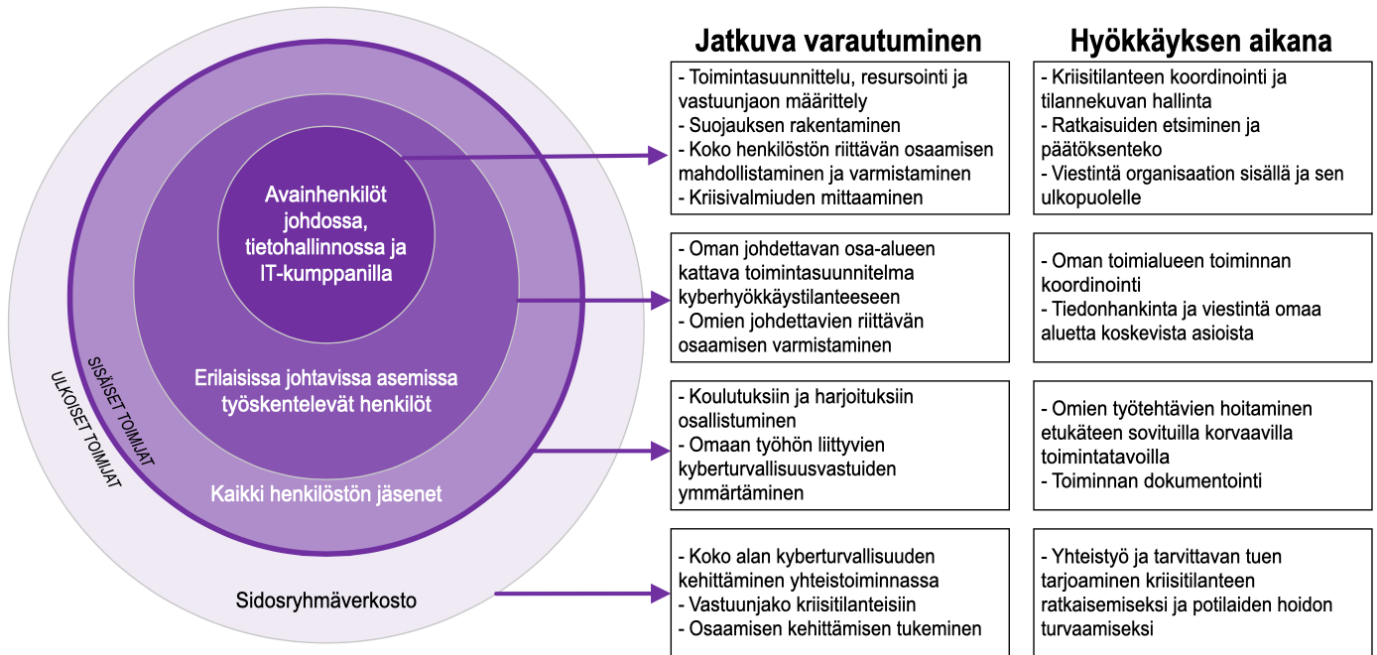 Jatkuva varautuminen
Hyökkäyksen aikana
Avainhenkilöt
johdossa,
tietohallinnossa ja
IT-kumppanilla
- Toimintasuunnittelu, resursointi ja
vastuunjaon määrittely
- Suojauksen rakentaminen
- Koko henkilöstön riittävän osaamisen
mahdollistaminen ja varmistaminen
- Kriisivalmiuden mittaaminen
- Kriisitilanteen koordinointi ja
tilannekuvan hallinta
- Ratkaisuiden etsiminen ja
päätöksenteko
- Viestintä organisaation sisällä ja sen
ulkopuolelle
Erilaisissa johtavissa asemissa
työskentelevät henkilöt
- Oman johdettavan osa-alueen
kattava toimintasuunnitelma
kyberhyökkäystilanteeseen
- Omien johdettavien riittävän
osaamisen varmistaminen
- Oman toimialueen toiminnan
koordinointi
- Tiedonhankinta ja viestintä omaa
aluetta koskevista asioista
SISÄISET TOIMIJAT
ULKOISET TOIMIJAT
Kaikki henkilöstön jäsenet
- Koulutuksiin ja harjoituksiin
osallistuminen
- Omaan työhön liittyvien
kyberturvallisuusvastuiden
ymmärtäminen
- Omien työtehtävien hoitaminen
etukäteen sovituilla korvaavilla
toimintatavoilla
- Toiminnan dokumentointi
Sidosryhmäverkosto
- Koko alan kyberturvallisuuden
kehittäminen yhteistoiminnassa
- Vastuunjako kriisitilanteisiin
- Osaamisen kehittämisen tukeminen
- Yhteistyö ja tarvittavan tuen
tarjoaminen kriisitilanteen
ratkaisemiseksi ja potilaiden hoidon
turvaamiseksi